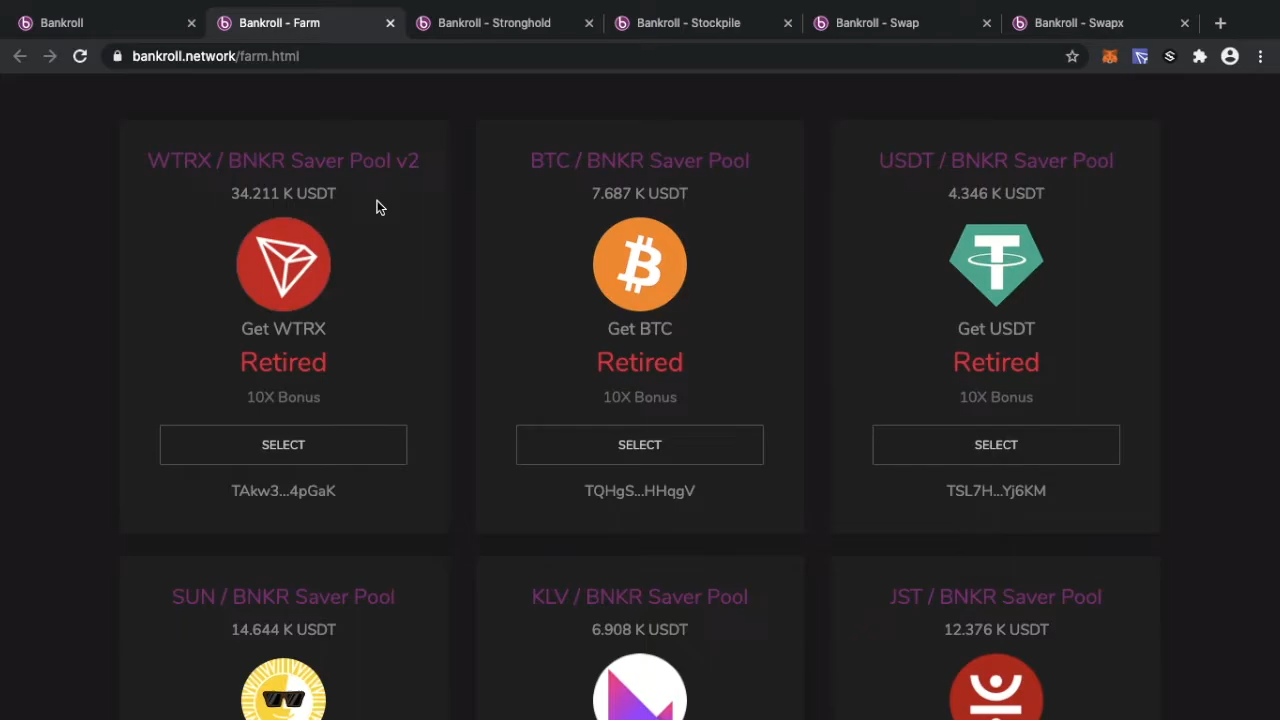 Bankroll
Bankroll - Farm
Bankroll - Stronghold
Bankroll - Stockpile
Bankroll - Swap
Bankroll - Swapx
bankroll.network/farm.html
WTRX / BNKR Saver Pool v2
34.211 K USDT
Get WTRX
Retired
10X Bonus
SELECT
TAkw3...4pGaK
BTC / BNKR Saver Pool
7.687 K USDT
Get BTC
Retired
10X Bonus
SELECT
TQHgS...HHqgV
USDT / BNKR Saver Pool
4.346 K USDT
Get USDT
Retired
10X Bonus
SELECT
TSL7H...Yj6KM
SUN / BNKR Saver Pool
14.644 K USDT
KLV / BNKR Saver Pool
6.908 K USDT
JST / BNKR Saver Pool
12.376 K USDT